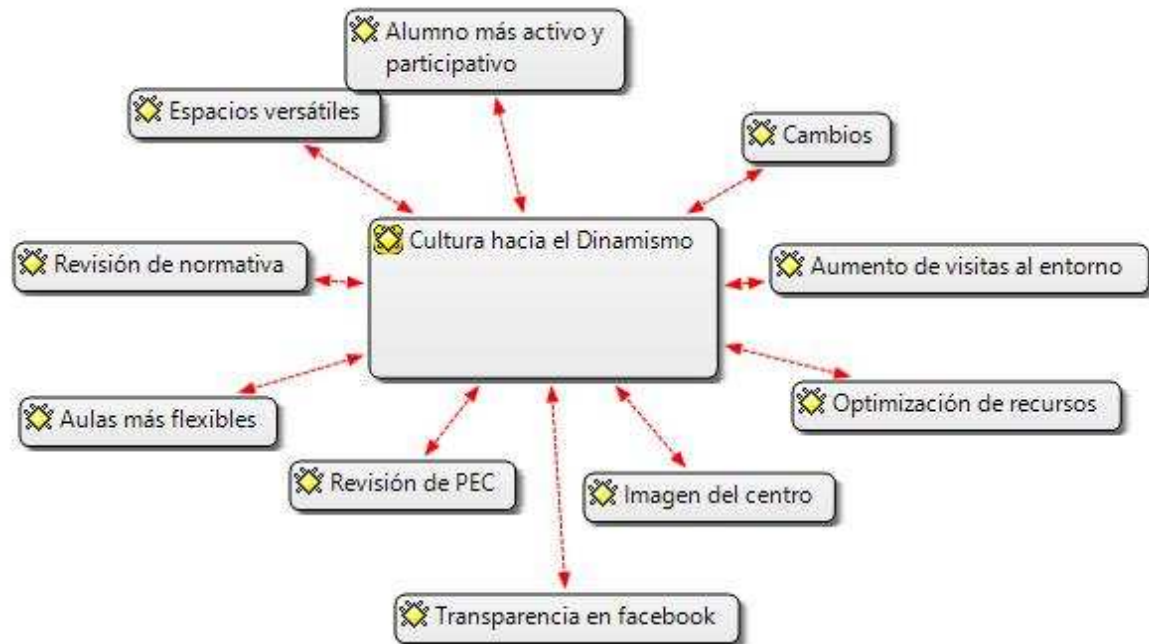 Alumno más activo y
participativo
Espacios versátiles
Cambios
Cultura hacia el Dinamismo
Revisión de normativa
Aumento de visitas al entorno
Aulas más flexibles
Optimización de recursos
Revisión de PEC
Imagen del centro
Transparencia en facebook